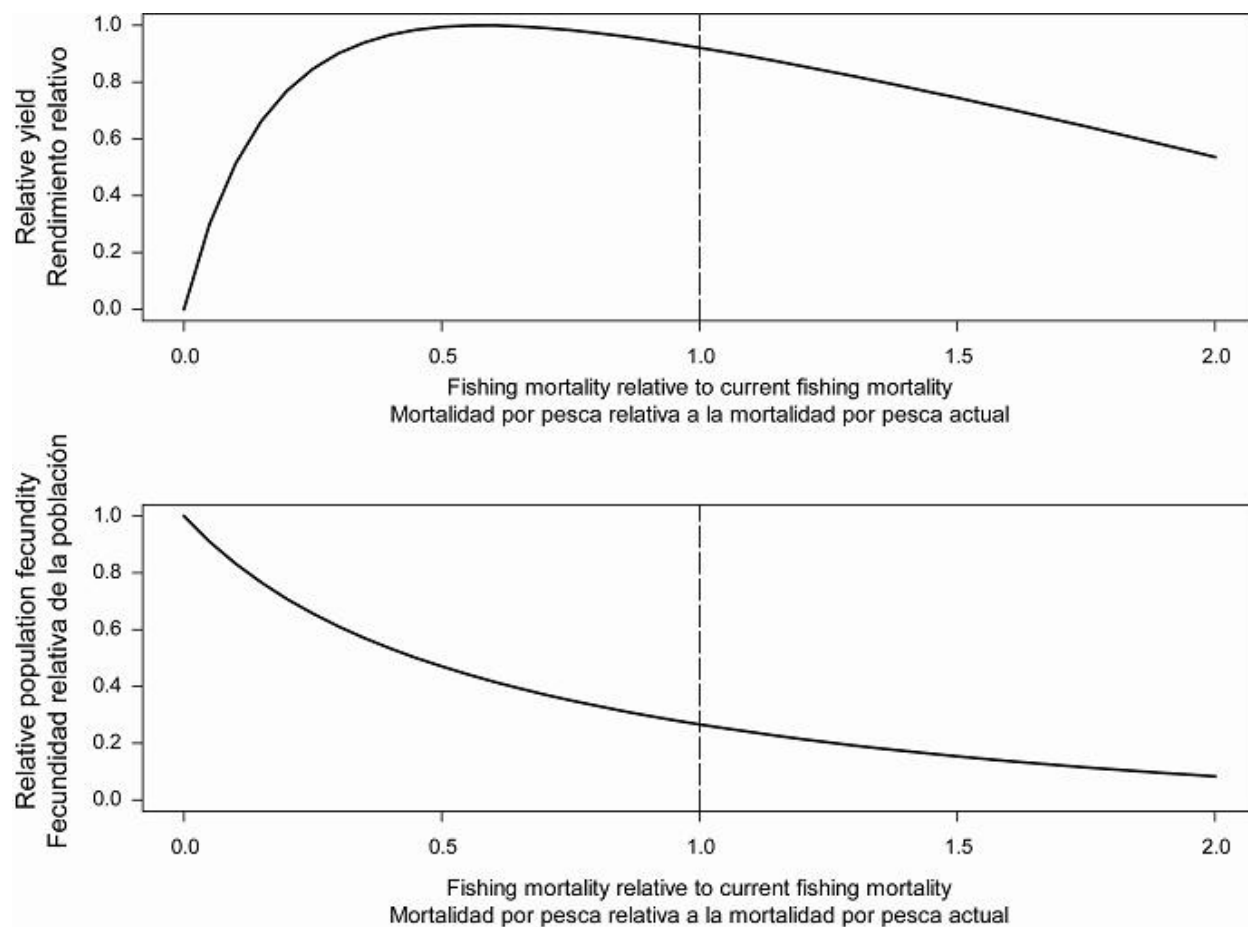 Relative yield
Rendimiento relativo
1.0
0.8
0.6
0.4
0.2
0.0
0.0
0.5
1.0
1.5
2.0
Fishing mortality relative to current fishing mortality
Mortalidad por pesca relativa a la mortalidad por pesca actual
Relative population fecundity
Fecundidad relativa de la población
1.0
0.8
0.6
0.4
0.2
0.0
0.0
0.5
1.0
1.5
2.0
Fishing mortality relative to current fishing mortality
Mortalidad por pesca relativa a la mortalidad por pesca actual